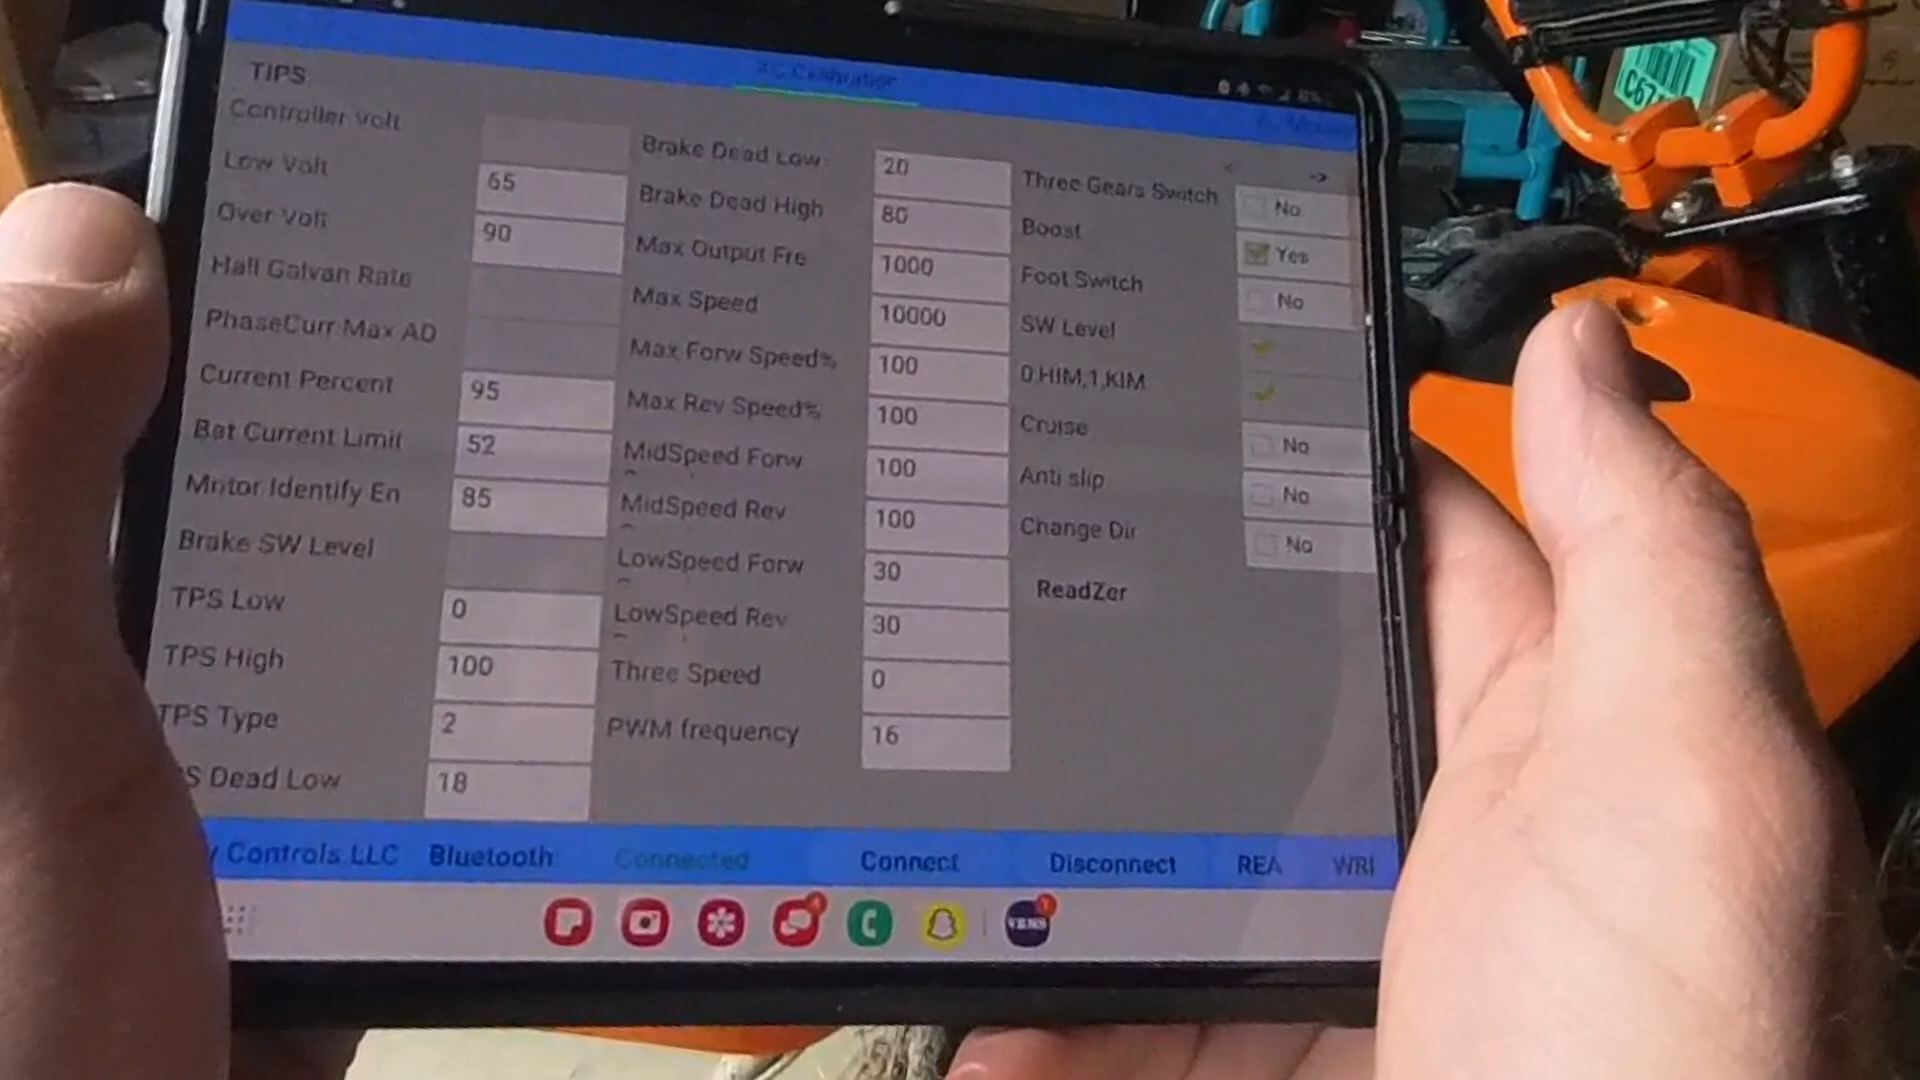 AC Calibration
TIPS
Controller Volt
Low Volt 65
Over Volt 90
Hall Galvan Rate
PhaseCurr Max AD
Current Percent 95
Bat Current Limit 52
Motor Identify En 85
Brake SW Level
TPS Low 0
TPS High 100
TPS Type 2
S Dead Low 18
Brake Dead Low 20
Brake Dead High 80
Max Output Fre 1000
Max Speed 10000
Max Forw Speed% 100
Max Rev Speed% 100
MidSpeed Forw 100
MidSpeed Rev 100
LowSpeed Forw 30
LowSpeed Rev 30
Three Speed 0
PWM frequency 16
< ->
Three Gears Switch No
Boost Yes
Foot Switch No
SW Level
0,HIM,1,KIM
Cruise No
Anti slip No
Change Dir No
ReadZer
y Controls LLC Bluetooth Connected Connect Disconnect REA WRI
4
1
C67